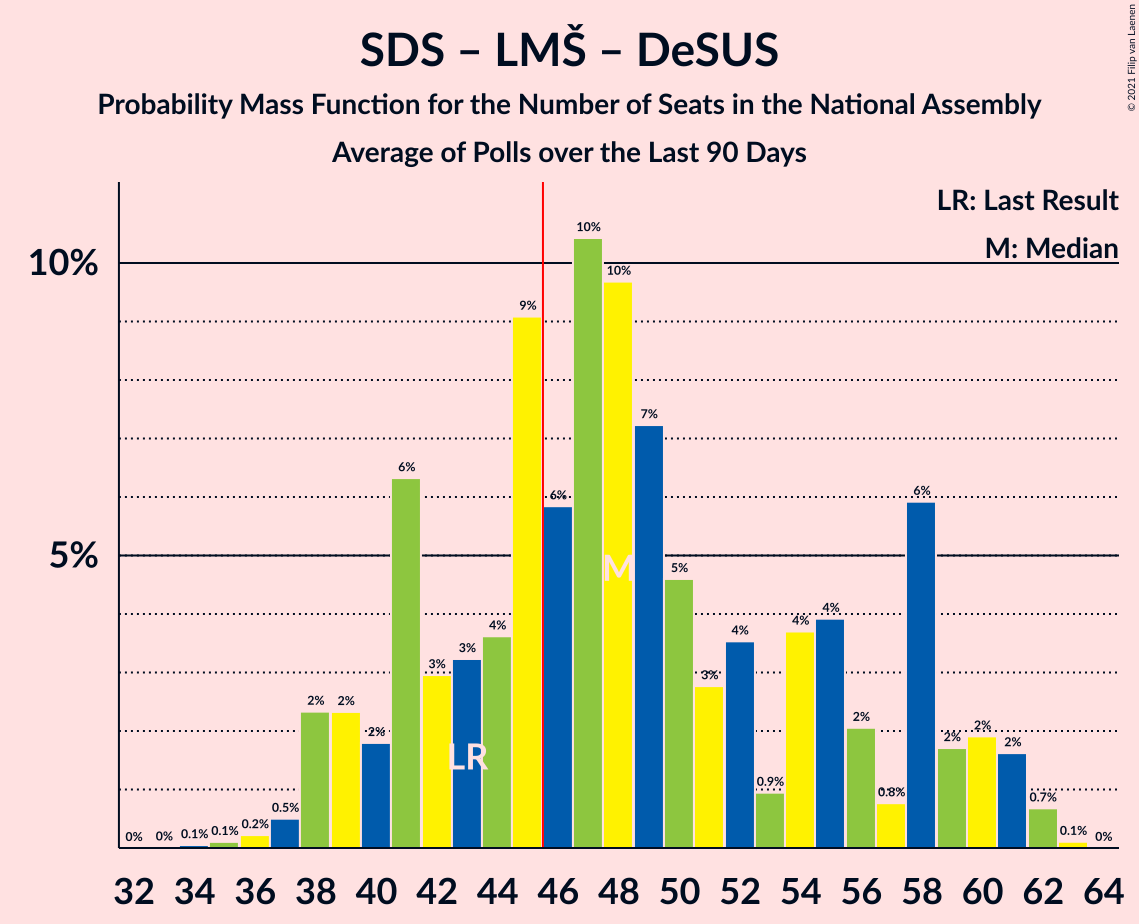 SDS – LMŠ – DeSUS
Probability Mass Function for the Number of Seats in the National Assembly
Average of Polls over the Last 90 Days
© 2021 Filip van Laenen
LR: Last Result
M: Median
10%
5%
0% 0% 0.1% 0.1% 0.2% 0.5% 2% 2% 2% 6% 3% 3% 4% 9% 6% 10% 10% 7% 5% 3% 4% 0.9% 4% 4% 2% 0.8% 6% 2% 2% 2% 0.7% 0.1% 0%
LR
M
32 34 36 38 40 42 44 46 48 50 52 54 56 58 60 62 64